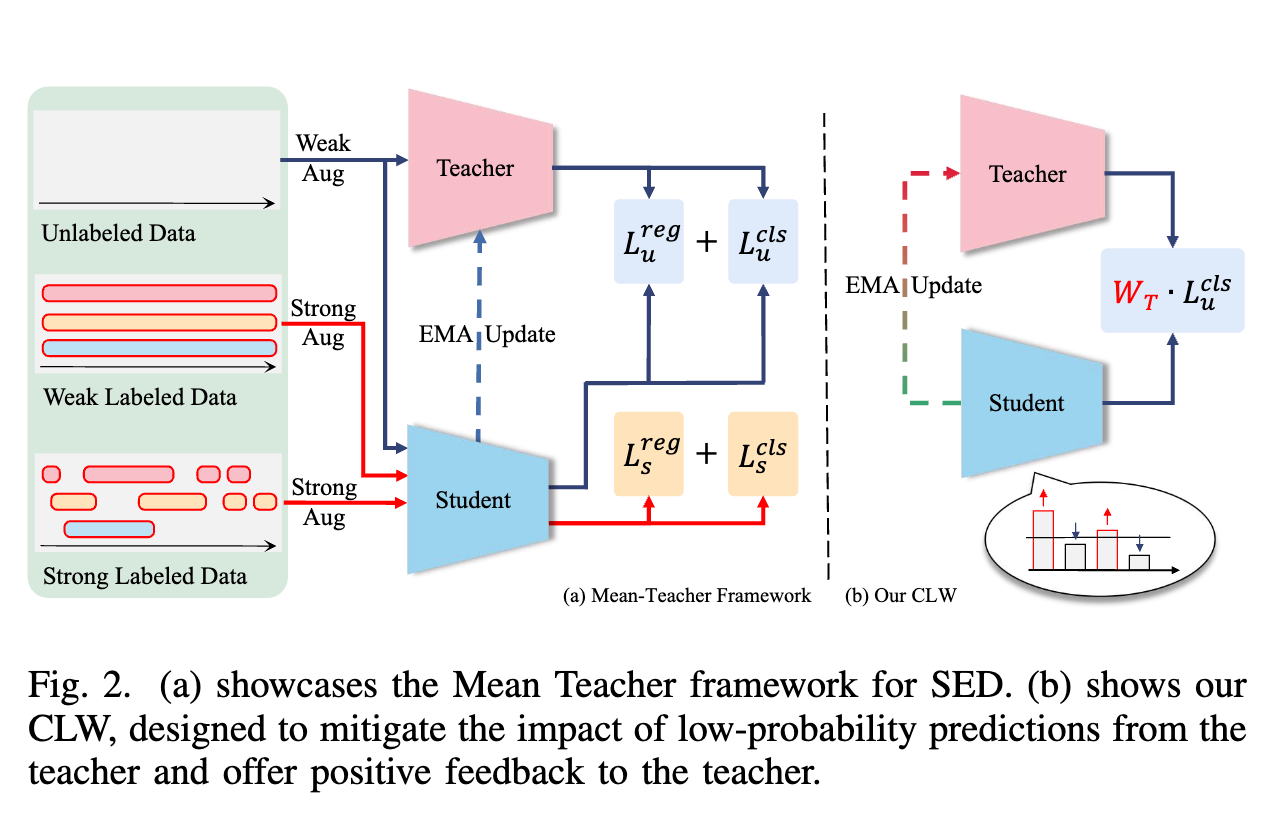 Unlabeled Data
Weak Labeled Data
Strong Labeled Data
Weak
Aug
Strong
Aug
Strong
Aug
Teacher
EMA Update
Student
L_u^{reg} + L_u^{cls}
L_s^{reg} + L_s^{cls}
(a) Mean-Teacher Framework
Teacher
EMA Update
Student
W_T · L_u^{cls}
(b) Our CLW
Fig. 2. (a) showcases the Mean Teacher framework for SED. (b) shows our
CLW, designed to mitigate the impact of low-probability predictions from the
teacher and offer positive feedback to the teacher.